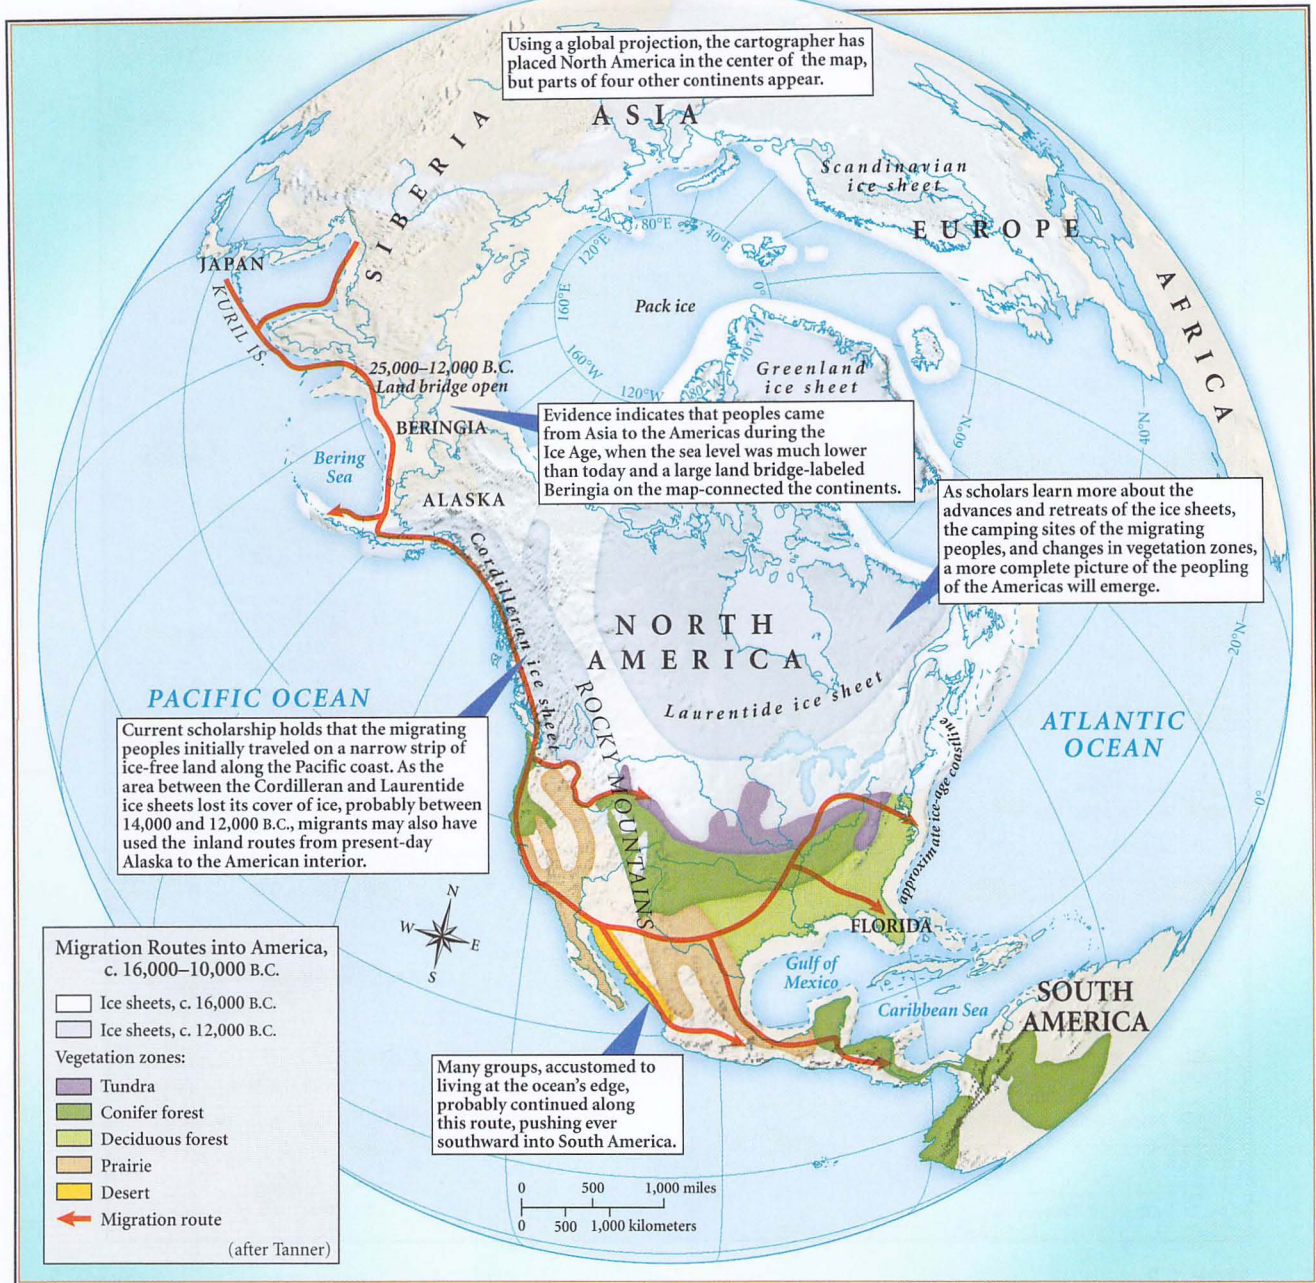 Using a global projection, the cartographer has
placed North America in the center of the map,
but parts of four other continents appear.
ASIA
SIBERIA
Scandinavian
ice sheet
EUROPE
AFRICA
JAPAN
KURIL IS.
80°E
40°E
120°E
0°
160°E
Pack ice
40°W
160°W
120°W
80°W
Greenland
ice sheet
60°N
40°N
25,000–12,000 B.C.
Land bridge open
BERINGIA
Evidence indicates that peoples came
from Asia to the Americas during the
Ice Age, when the sea level was much lower
than today and a large land bridge-labeled
Beringia on the map-connected the continents.
Bering
Sea
ALASKA
As scholars learn more about the
advances and retreats of the ice sheets,
the camping sites of the migrating
peoples, and changes in vegetation zones,
a more complete picture of the peopling
of the Americas will emerge.
Cordilleran ice sheet
NORTH
AMERICA
20°N
Laurentide ice sheet
ROCKY MOUNTAINS
PACIFIC OCEAN
ATLANTIC
OCEAN
Current scholarship holds that the migrating
peoples initially traveled on a narrow strip of
ice-free land along the Pacific coast. As the
area between the Cordilleran and Laurentide
ice sheets lost its cover of ice, probably between
14,000 and 12,000 B.C., migrants may also have
used the inland routes from present-day
Alaska to the American interior.
approximate ice-age coastline
0°
N
W
E
S
FLORIDA
Gulf of
Mexico
Caribbean Sea
SOUTH
AMERICA
Many groups, accustomed to
living at the ocean's edge,
probably continued along
this route, pushing ever
southward into South America.
Migration Routes into America,
c. 16,000–10,000 B.C.
Ice sheets, c. 16,000 B.C.
Ice sheets, c. 12,000 B.C.
Vegetation zones:
Tundra
Conifer forest
Deciduous forest
Prairie
Desert
Migration route
(after Tanner)
0 500 1,000 miles
0 500 1,000 kilometers